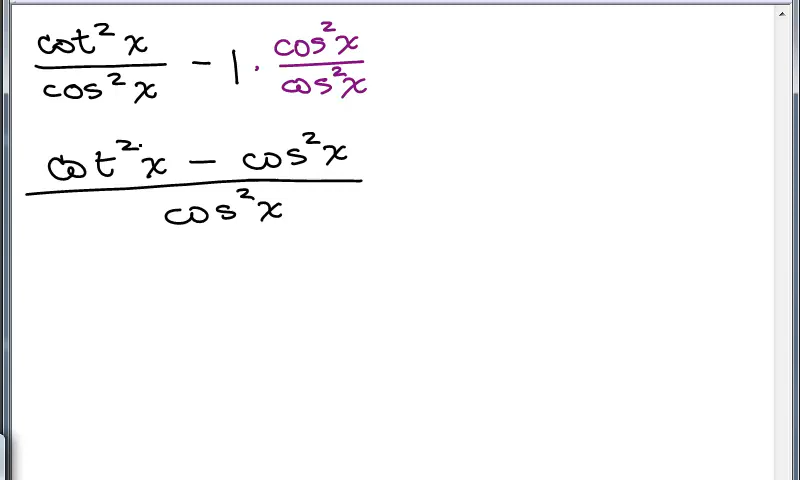 cot² x / cos² x − 1 · cos² x / cos² x
cot² x − cos² x / cos² x